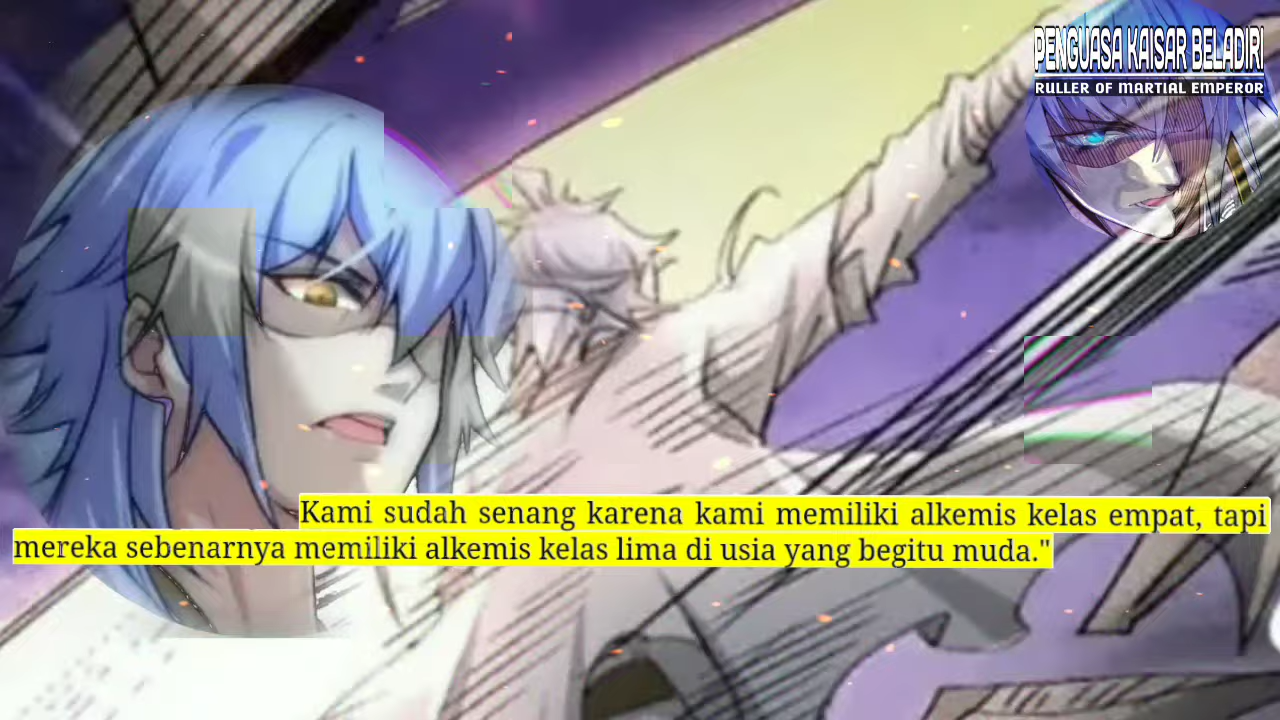 PENGUASA KAISAR BELADIRI
RULLER OF MARTIAL EMPEROR
Kami sudah senang karena kami memiliki alkemis kelas empat, tapi
mereka sebenarnya memiliki alkemis kelas lima di usia yang begitu muda."